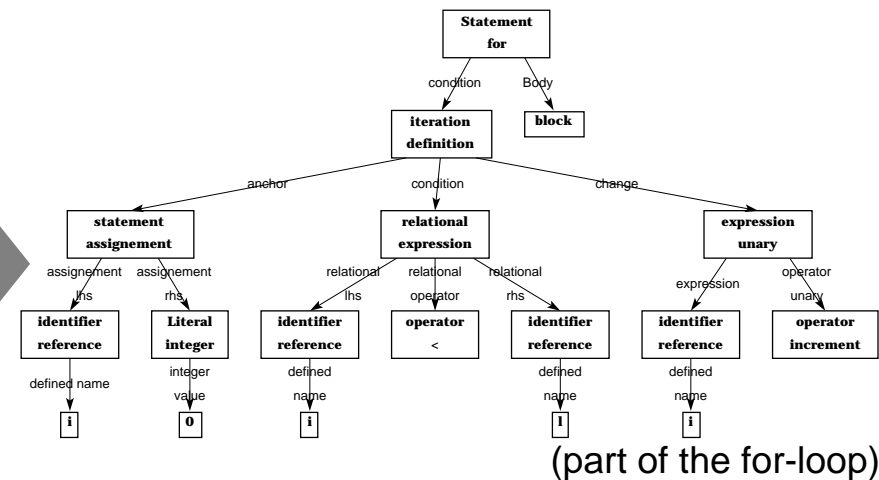 Statement
for
condition
Body
iteration
definition
block
anchor
condition
change
statement
assignement
relational
expression
expression
unary
assignement
lhs
assignement
rhs
relational
lhs
relational
operator
relational
rhs
expression
operator
unary
identifier
reference
Literal
integer
identifier
reference
operator
<
identifier
reference
identifier
reference
operator
increment
defined name
integer
value
defined
name
defined
name
defined
name
i
0
i
l
i
(part of the for-loop)